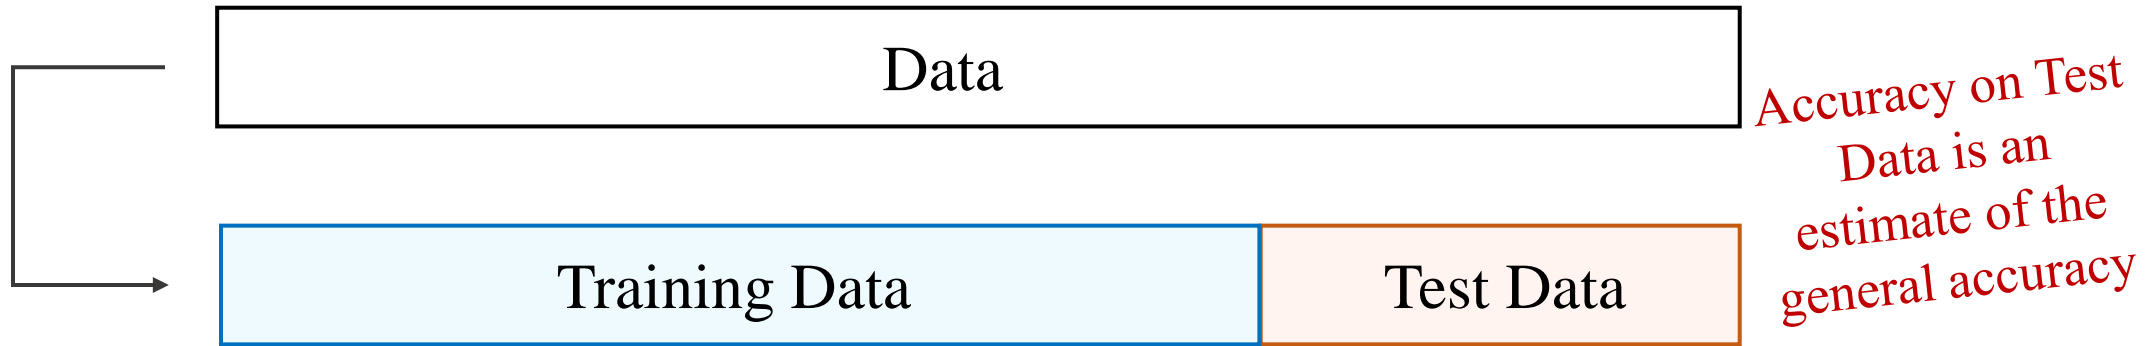 Data
Accuracy on Test
Data is an
estimate of the
general accuracy
Training Data
Test Data